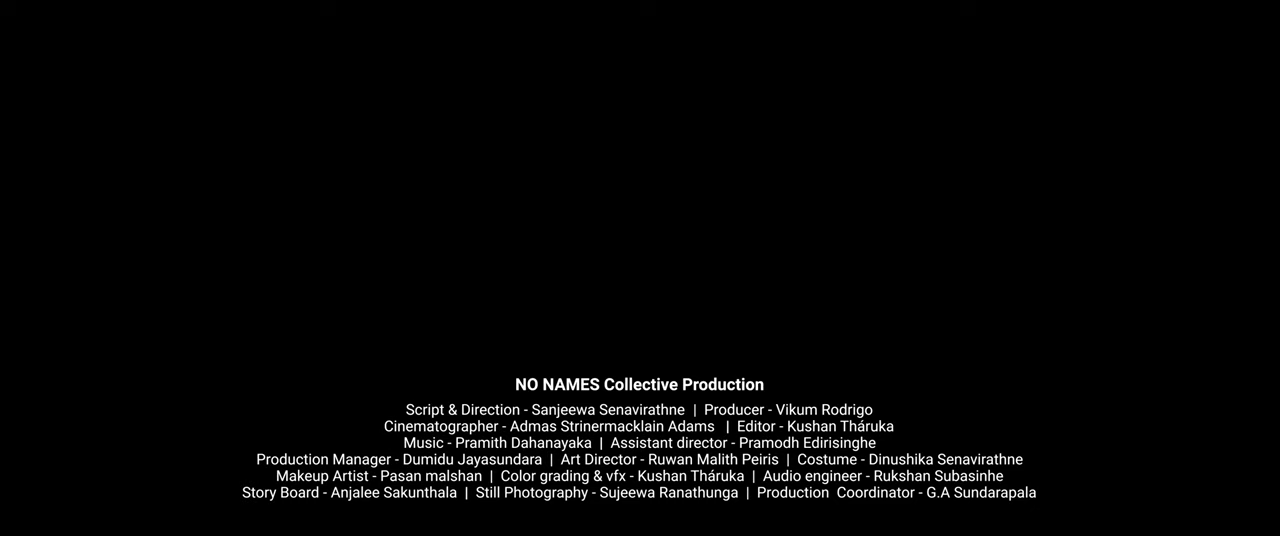 NO NAMES Collective Production
Script & Direction - Sanjeewa Senavirathne | Producer - Vikum Rodrigo
Cinematographer - Admas Strinermacklain Adams | Editor - Kushan Tháruka
Music - Pramith Dahanayaka | Assistant director - Pramodh Edirisinghe
Production Manager - Dumidu Jayasundara | Art Director - Ruwan Malith Peiris | Costume - Dinushika Senavirathne
Makeup Artist - Pasan malshan | Color grading & vfx - Kushan Tháruka | Audio engineer - Rukshan Subasinhe
Story Board - Anjalee Sakunthala | Still Photography - Sujeewa Ranathunga | Production Coordinator - G.A Sundarapala